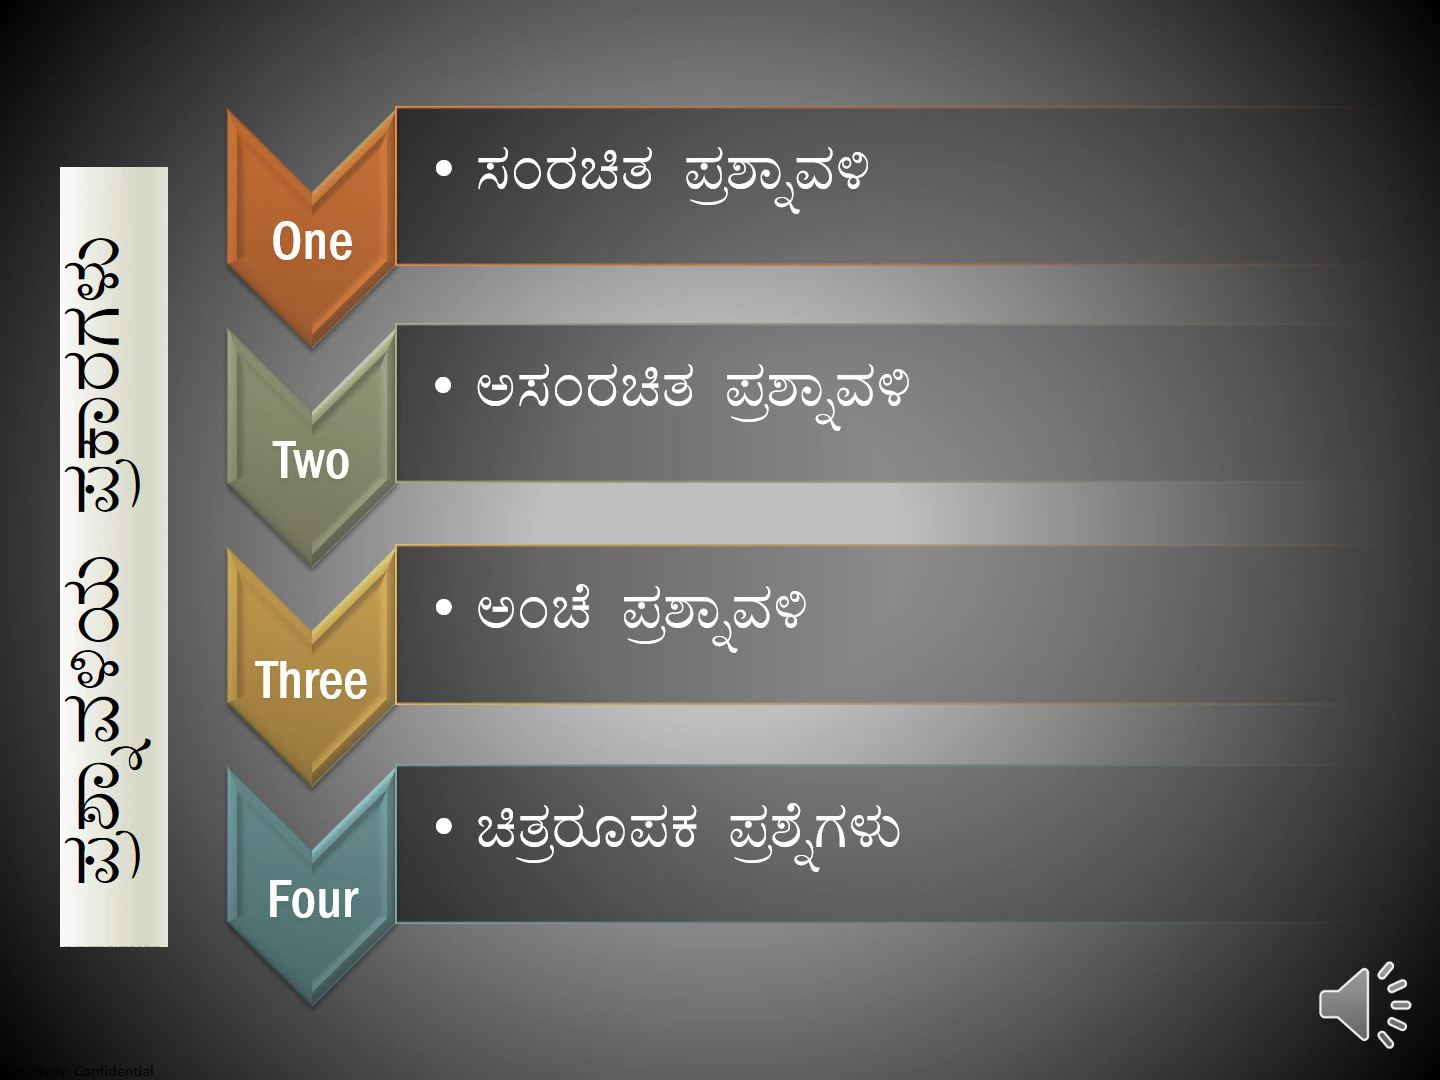 ಪ್ರಶ್ನಾವಳಿಯ ಪ್ರಕಾರಗಳು
One
• ಸಂರಚಿತ ಪ್ರಶ್ನಾವಳಿ
Two
• ಅಸಂರಚಿತ ಪ್ರಶ್ನಾವಳಿ
Three
• ಅಂಚೆ ಪ್ರಶ್ನಾವಳಿ
Four
• ಚಿತ್ರರೂಪಕ ಪ್ರಶ್ನೆಗಳು
Confidential